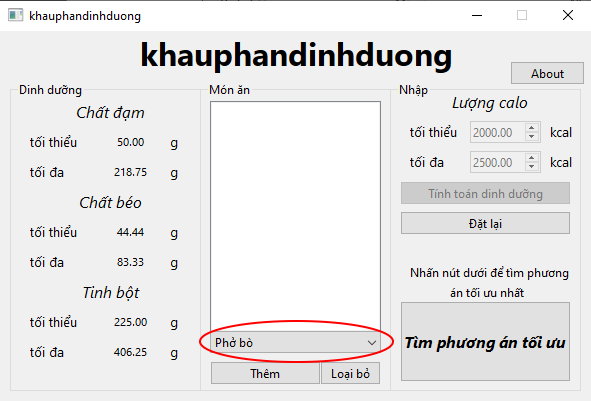 khauphandinhduong
khauphandinhduong
About
Dinh dưỡng
Chất đạm
tối thiểu 50.00 g
tối đa 218.75 g
Chất béo
tối thiểu 44.44 g
tối đa 83.33 g
Tinh bột
tối thiểu 225.00 g
tối đa 406.25 g
Món ăn
Phở bò
Thêm Loại bỏ
Nhập
Lượng calo
tối thiểu 2000.00 kcal
tối đa 2500.00 kcal
Tính toán dinh dưỡng
Đặt lại
Nhấn nút dưới để tìm phương
án tối ưu nhất
Tìm phương án tối ưu